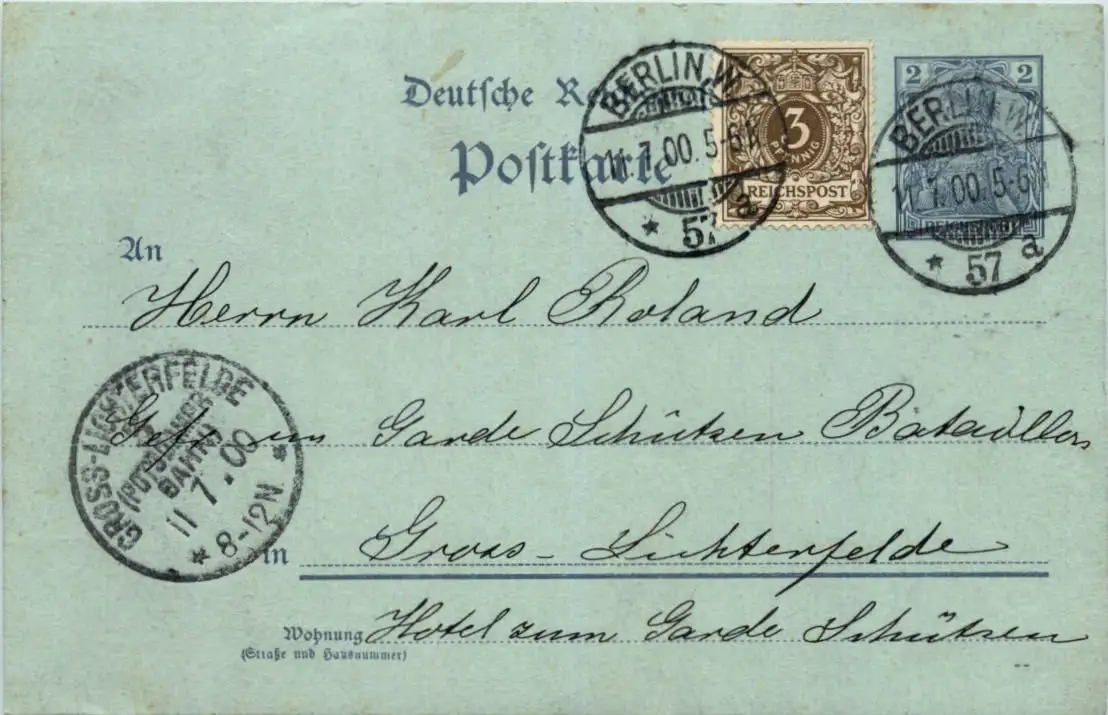 Deutsche Re
Postkarte
BERLIN, W.
11.7.00.5-6N
* 57 a
3
PFENNIG
REICHSPOST
2 2
REICHSPOST
BERLIN, W.
11.7.00.5-6N
* 57 a
An
Herrn Karl Roland
GROSS-LICHTERFELDE
(POTSDAMER
BAHN)
11 7.00
* 8-12N. *
Gefr im Garde Schützen Bataillon
in Gross-Lichterfelde
Wohnung Hotel zum Garde Schützen
(Straße und Hausnummer)